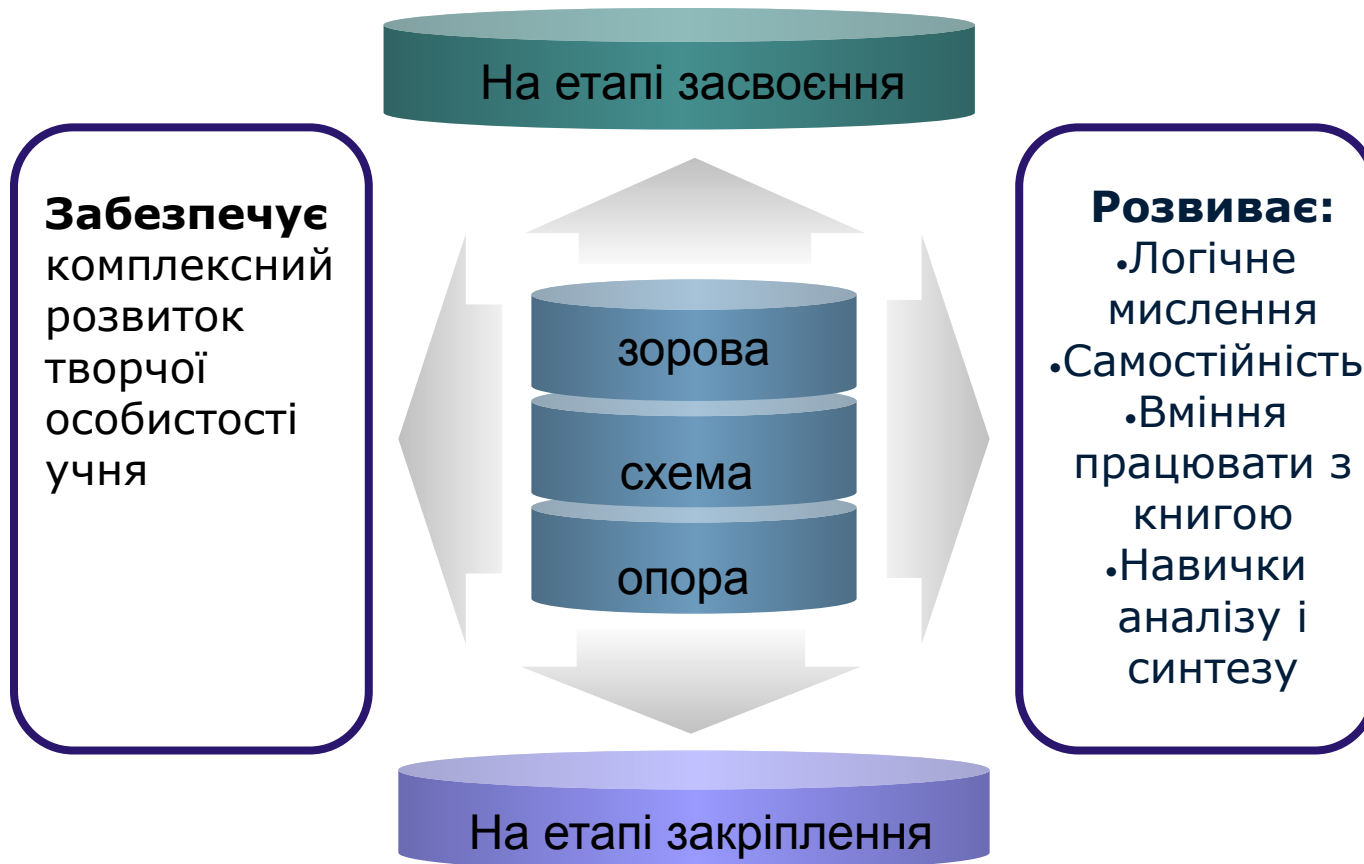 На етапі засвоєння
Забезпечує
комплексний
розвиток
творчої
особистості
учня
зорова
схема
опора
Розвиває:
•Логічне
мислення
•Самостійність
•Вміння
працювати з
книгою
•Навички
аналізу і
синтезу
На етапі закріплення